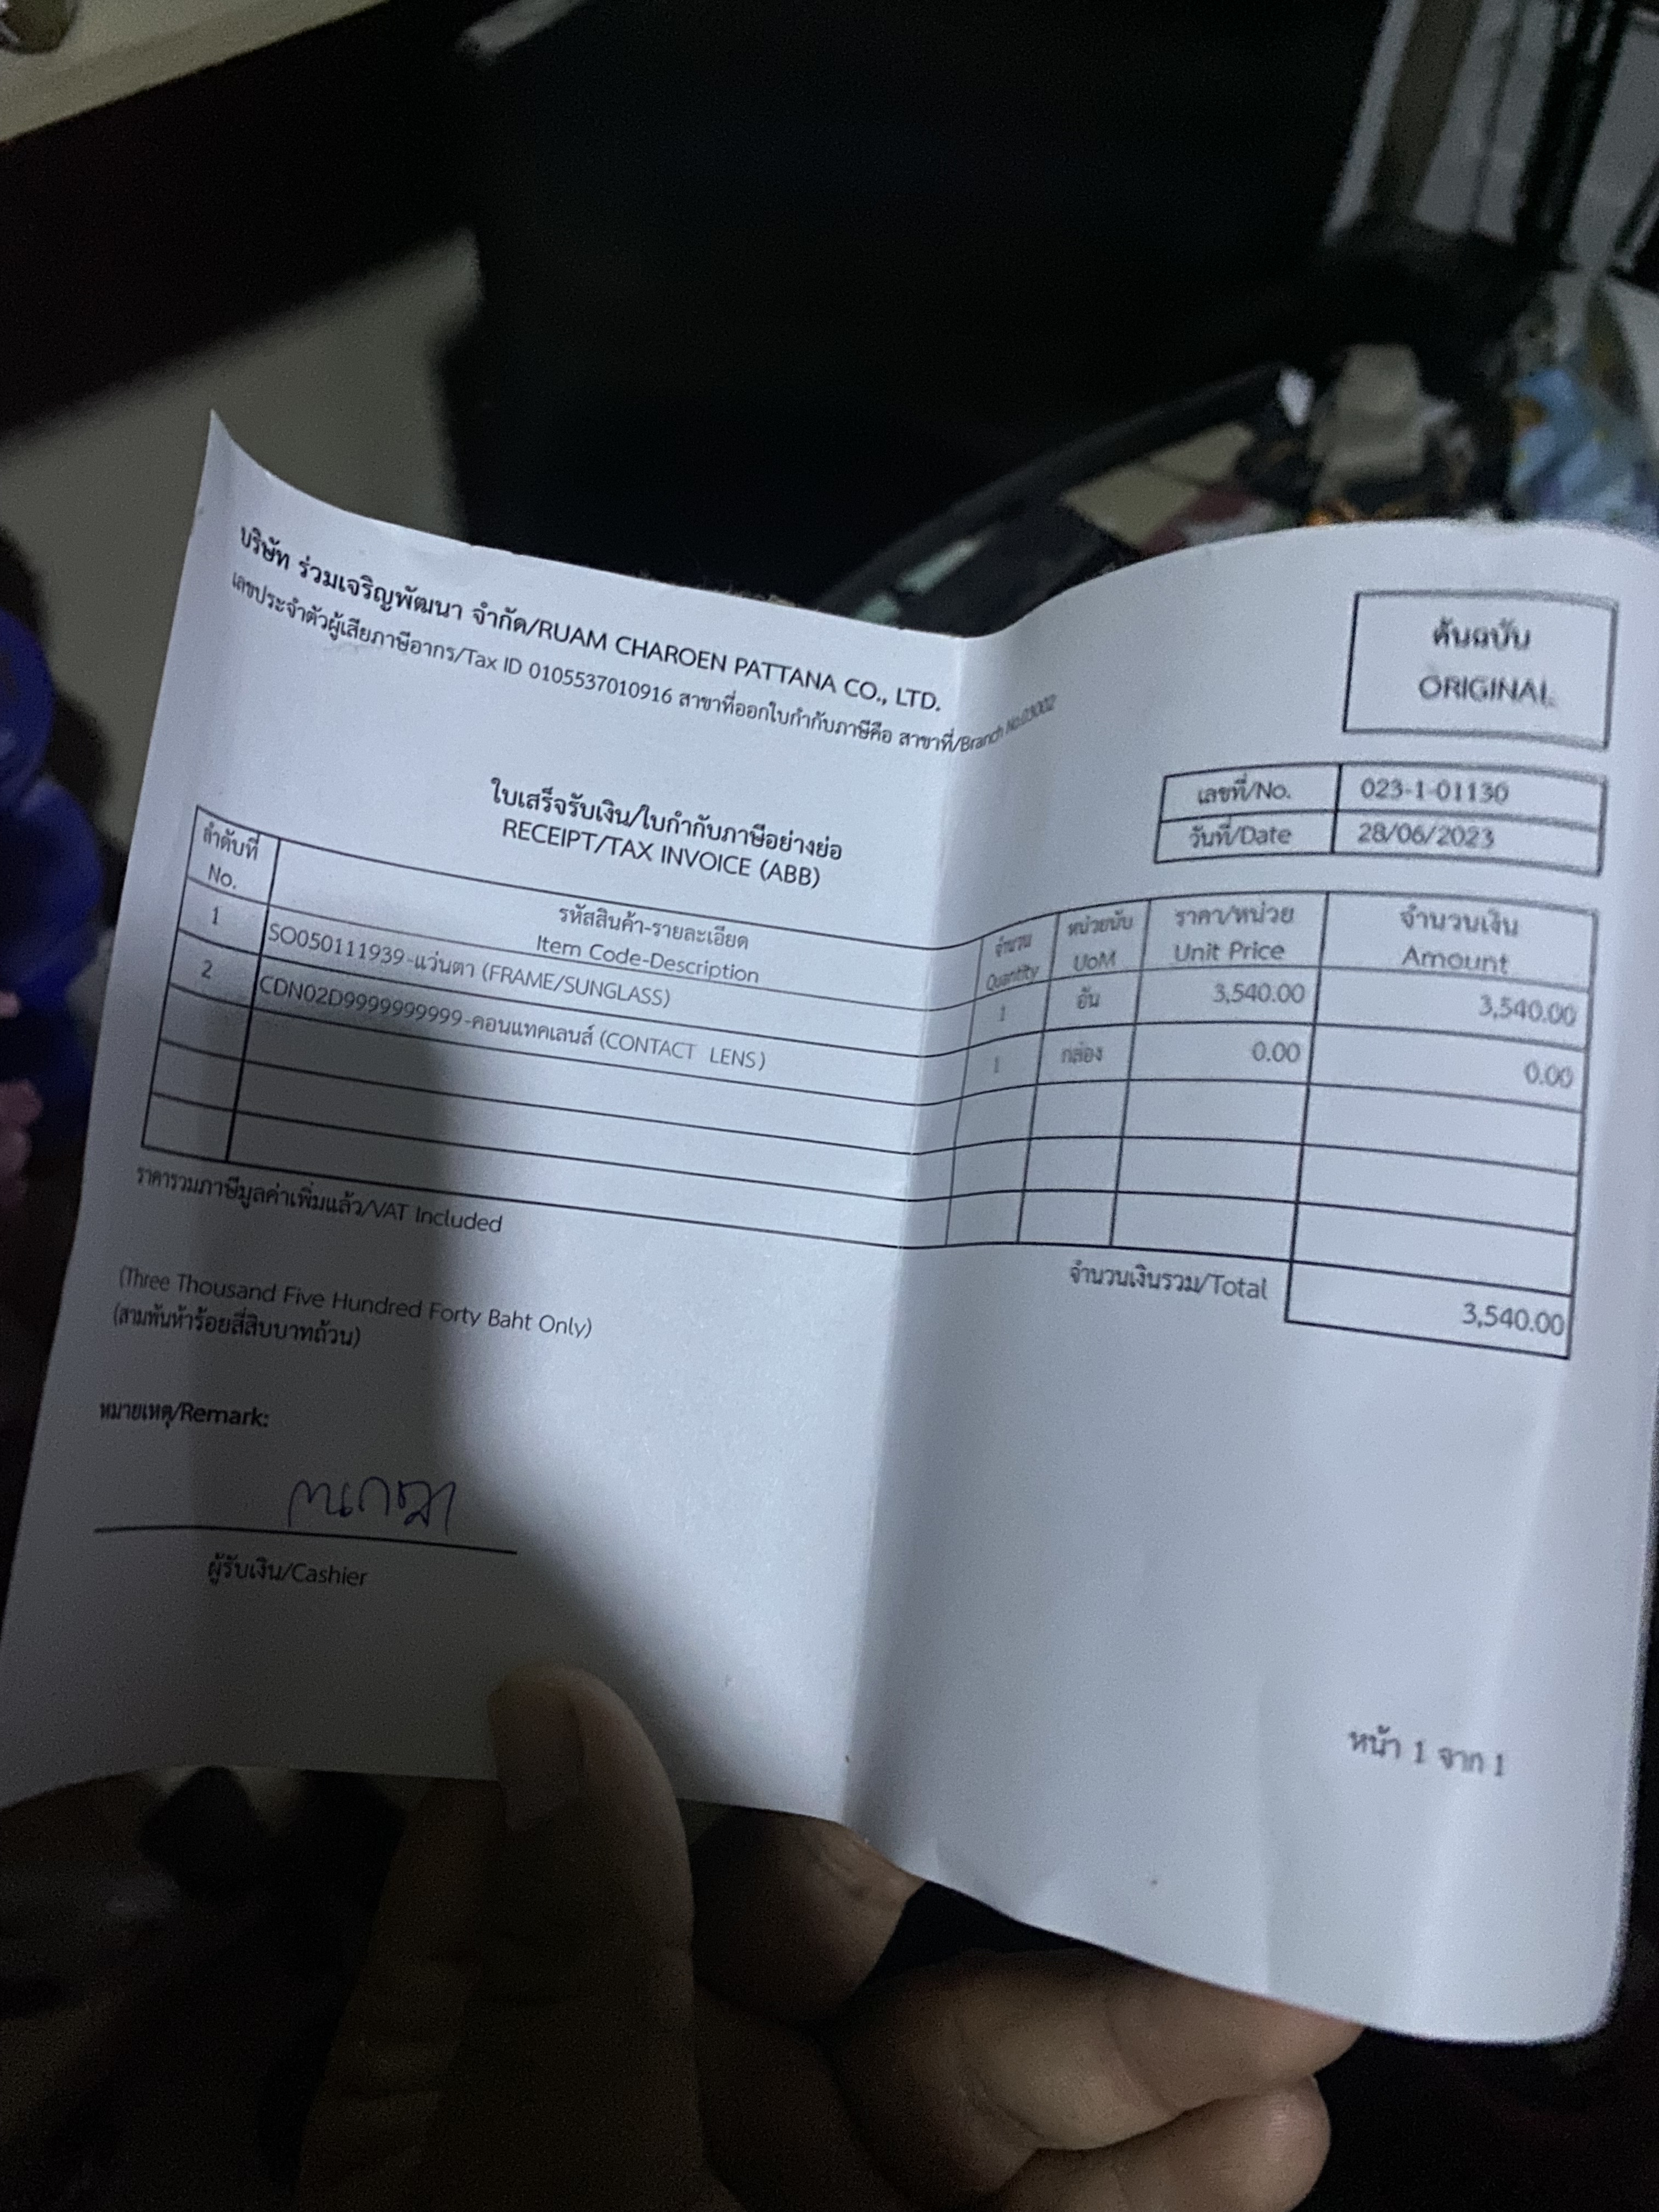 บริษัท ร่วมเจริญพัฒนา จำกัด/RUAM CHAROEN PATTANA CO., LTD.
เลขประจำตัวผู้เสียภาษีอากร/Tax ID 0105537010916 สาขาที่ออกใบกำกับภาษีคือ สาขาที่/Branch No.03002
ต้นฉบับ
ORIGINAL
เลขที่/No. 023-1-01130
วันที่/Date 28/06/2023
ใบเสร็จรับเงิน/ใบกำกับภาษีอย่างย่อ
RECEIPT/TAX INVOICE (ABB)
ลำดับที่ รหัสสินค้า-รายละเอียด จำนวน หน่วยนับ ราคา/หน่วย จำนวนเงิน
No. Item Code-Description Quantity UoM Unit Price Amount
1 SO050111939-แว่นตา (FRAME/SUNGLASS) 1 อัน 3,540.00 3,540.00
2 CDN02D9999999999-คอนแทคเลนส์ (CONTACT LENS) 1 กล่อง 0.00 0.00
ราคารวมภาษีมูลค่าเพิ่มแล้ว/VAT Included
จำนวนเงินรวม/Total 3,540.00
(Three Thousand Five Hundred Forty Baht Only)
(สามพันห้าร้อยสี่สิบบาทถ้วน)
หมายเหตุ/Remark:
ผู้รับเงิน/Cashier
หน้า 1 จาก 1